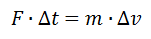 F · Δt = m · Δv